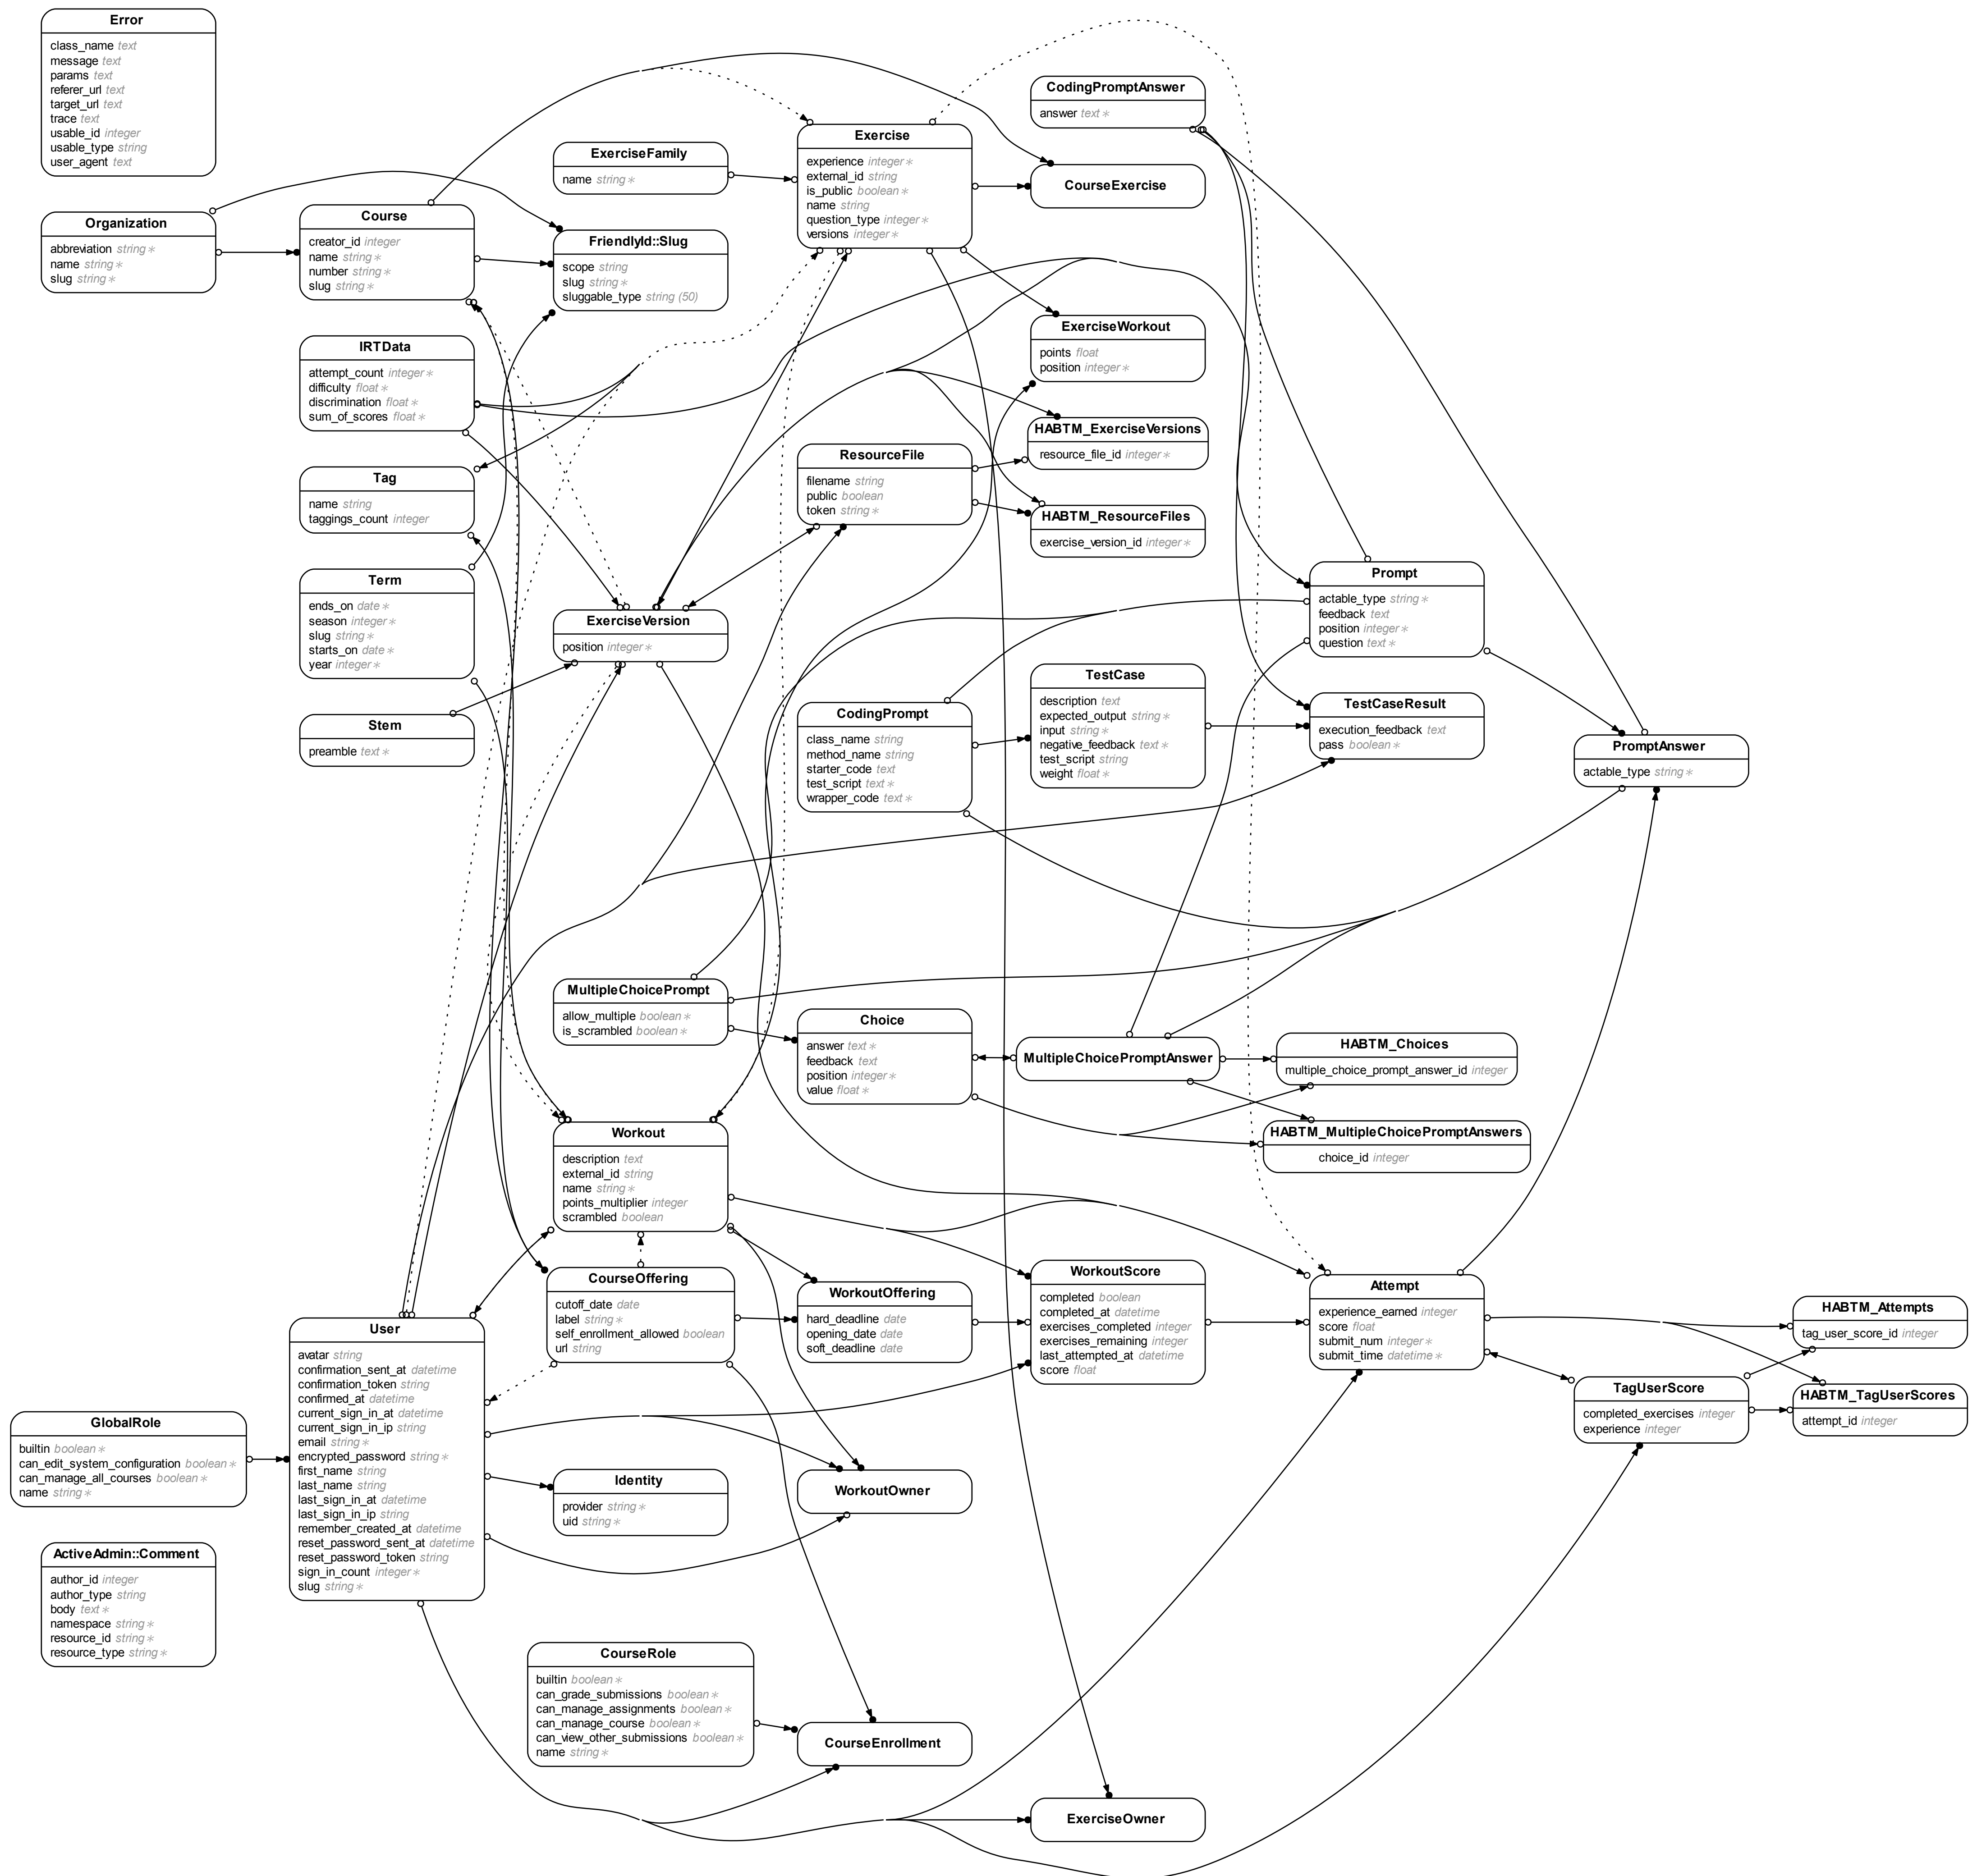 Error
class_name text
message text
params text
referer_url text
target_url text
trace text
usable_id integer
usable_type string
user_agent text
Organization
abbreviation string ∗
name string ∗
slug string ∗
Course
creator_id integer
name string ∗
number string ∗
slug string ∗
IRTData
attempt_count integer ∗
difficulty float ∗
discrimination float ∗
sum_of_scores float ∗
Tag
name string
taggings_count integer
Term
ends_on date ∗
season integer ∗
slug string ∗
starts_on date ∗
year integer ∗
Stem
preamble text ∗
ExerciseFamily
name string ∗
FriendlyId::Slug
scope string
slug string ∗
sluggable_type string (50)
ExerciseVersion
position integer ∗
Exercise
experience integer ∗
external_id string
is_public boolean ∗
name string
question_type integer ∗
versions integer ∗
CodingPromptAnswer
answer text ∗
CourseExercise
ExerciseWorkout
points float
position integer ∗
HABTM_ExerciseVersions
resource_file_id integer ∗
ResourceFile
filename string
public boolean
token string ∗
HABTM_ResourceFiles
exercise_version_id integer ∗
Prompt
actable_type string ∗
feedback text
position integer ∗
question text ∗
CodingPrompt
class_name string
method_name string
starter_code text
test_script text ∗
wrapper_code text ∗
TestCase
description text
expected_output string ∗
input string ∗
negative_feedback text ∗
test_script string
weight float ∗
TestCaseResult
execution_feedback text
pass boolean ∗
PromptAnswer
actable_type string ∗
MultipleChoicePrompt
allow_multiple boolean ∗
is_scrambled boolean ∗
Choice
answer text ∗
feedback text
position integer ∗
value float ∗
MultipleChoicePromptAnswer
HABTM_Choices
multiple_choice_prompt_answer_id integer
HABTM_MultipleChoicePromptAnswers
choice_id integer
Workout
description text
external_id string
name string ∗
points_multiplier integer
scrambled boolean
CourseOffering
cutoff_date date
label string ∗
self_enrollment_allowed boolean
url string
WorkoutOffering
hard_deadline date
opening_date date
soft_deadline date
WorkoutScore
completed boolean
completed_at datetime
exercises_completed integer
exercises_remaining integer
last_attempted_at datetime
score float
Attempt
experience_earned integer
score float
submit_num integer ∗
submit_time datetime ∗
HABTM_Attempts
tag_user_score_id integer
TagUserScore
completed_exercises integer
experience integer
HABTM_TagUserScores
attempt_id integer
User
avatar string
confirmation_sent_at datetime
confirmation_token string
confirmed_at datetime
current_sign_in_at datetime
current_sign_in_ip string
email string ∗
encrypted_password string ∗
first_name string
last_name string
last_sign_in_at datetime
last_sign_in_ip string
remember_created_at datetime
reset_password_sent_at datetime
reset_password_token string
sign_in_count integer ∗
slug string ∗
GlobalRole
builtin boolean ∗
can_edit_system_configuration boolean ∗
can_manage_all_courses boolean ∗
name string ∗
ActiveAdmin::Comment
author_id integer
author_type string
body text ∗
namespace string ∗
resource_id string ∗
resource_type string ∗
Identity
provider string ∗
uid string ∗
WorkoutOwner
CourseRole
builtin boolean ∗
can_grade_submissions boolean ∗
can_manage_assignments boolean ∗
can_manage_course boolean ∗
can_view_other_submissions boolean ∗
name string ∗
CourseEnrollment
ExerciseOwner